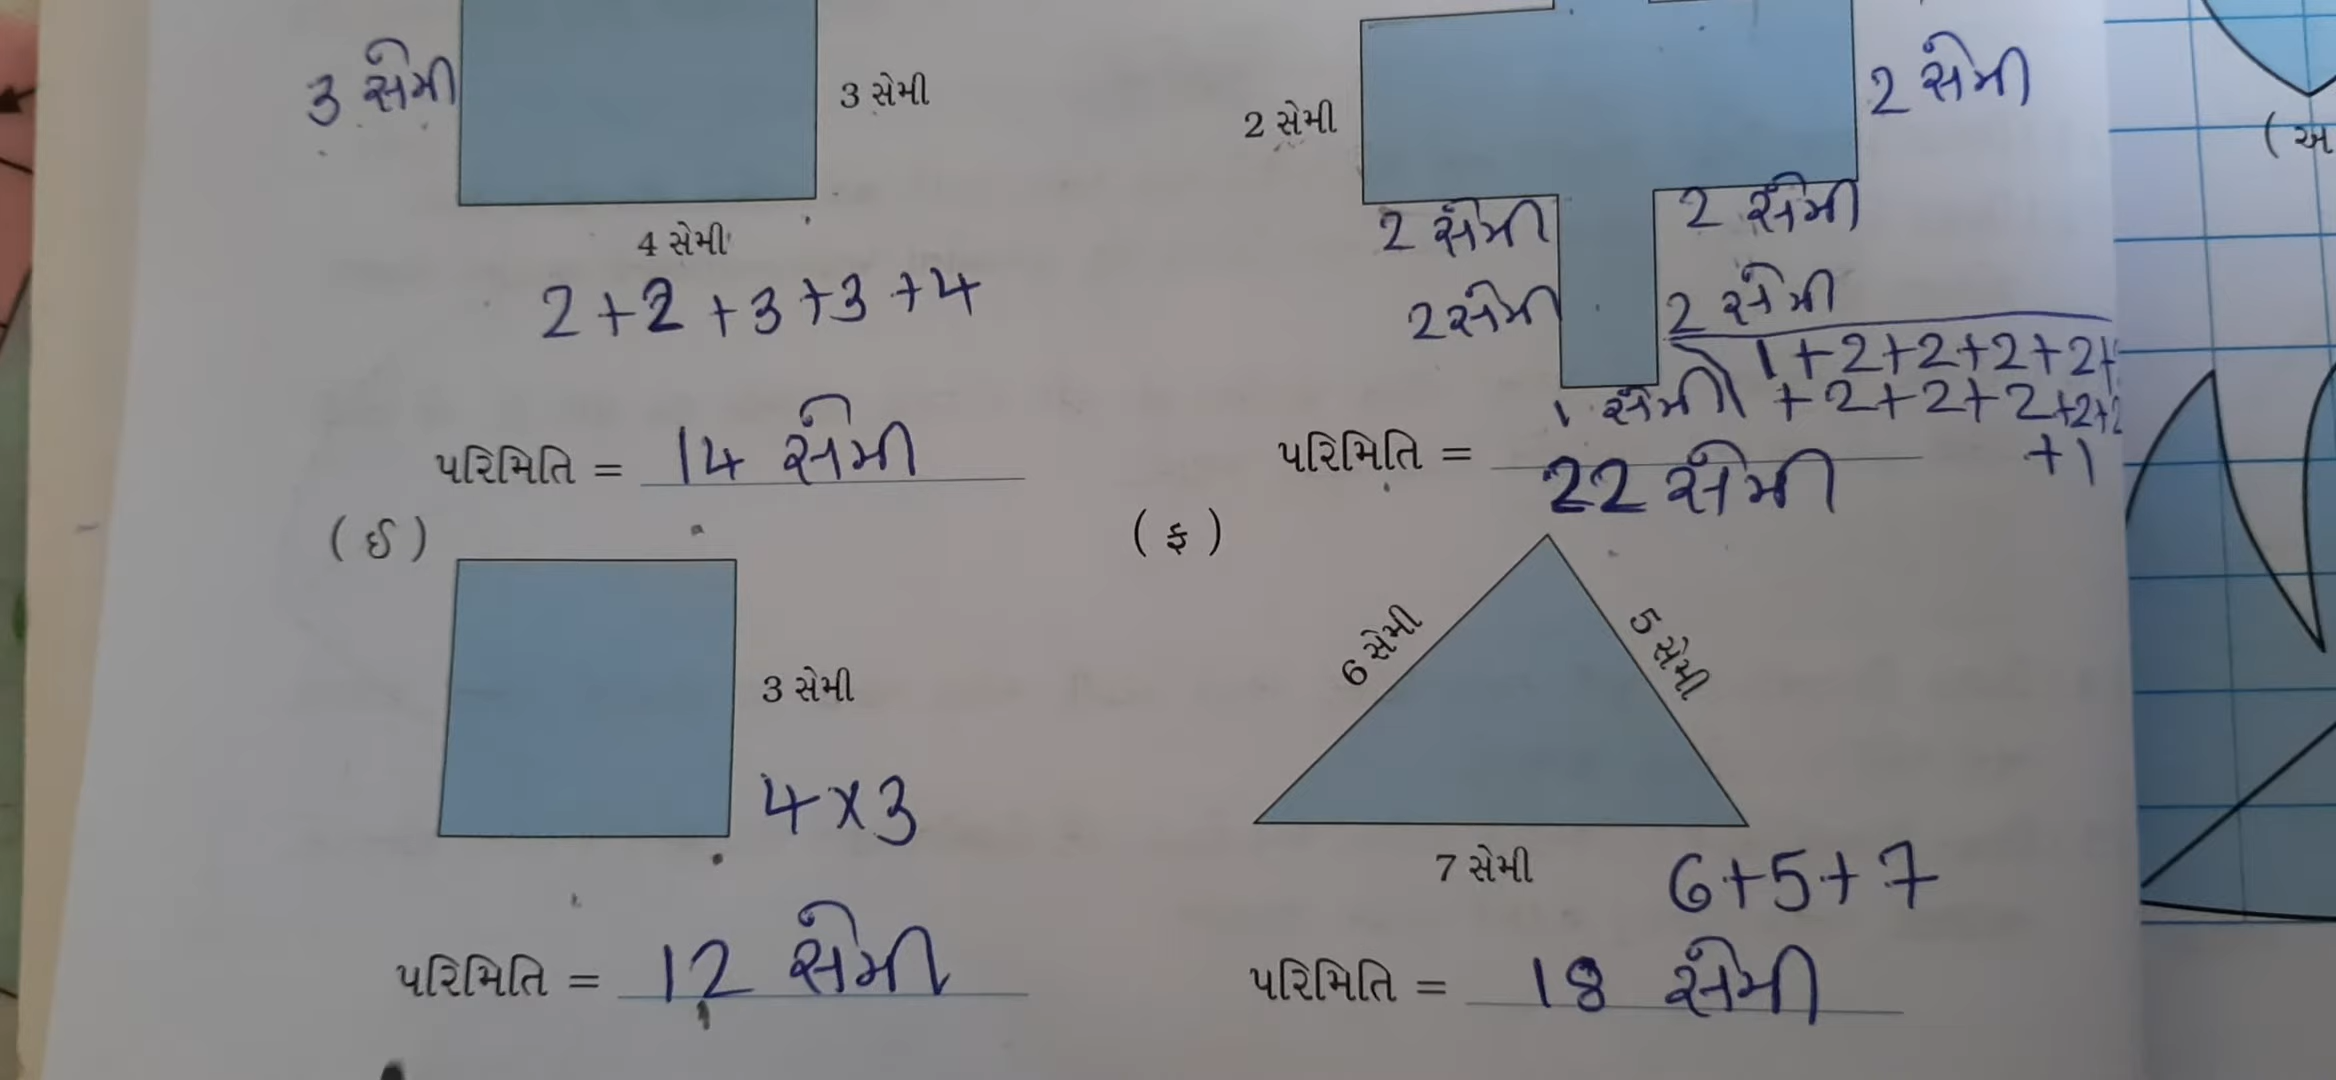 3 સેમી
3 સેમી
4 સેમી
2+2+3+3+4
પરિમિતિ = 14 સેમી
2 સેમી
2 સેમી
2 સેમી
2 સેમી
2 સેમી
2 સેમી
1 સેમી
1+2+2+2+2+
+2+2+2+2+2
+1
પરિમિતિ = 22 સેમી
(અ
(ઈ)
3 સેમી
4×3
પરિમિતિ = 12 સેમી
(ફ)
6 સેમી
5 સેમી
7 સેમી
6+5+7
પરિમિતિ = 18 સેમી